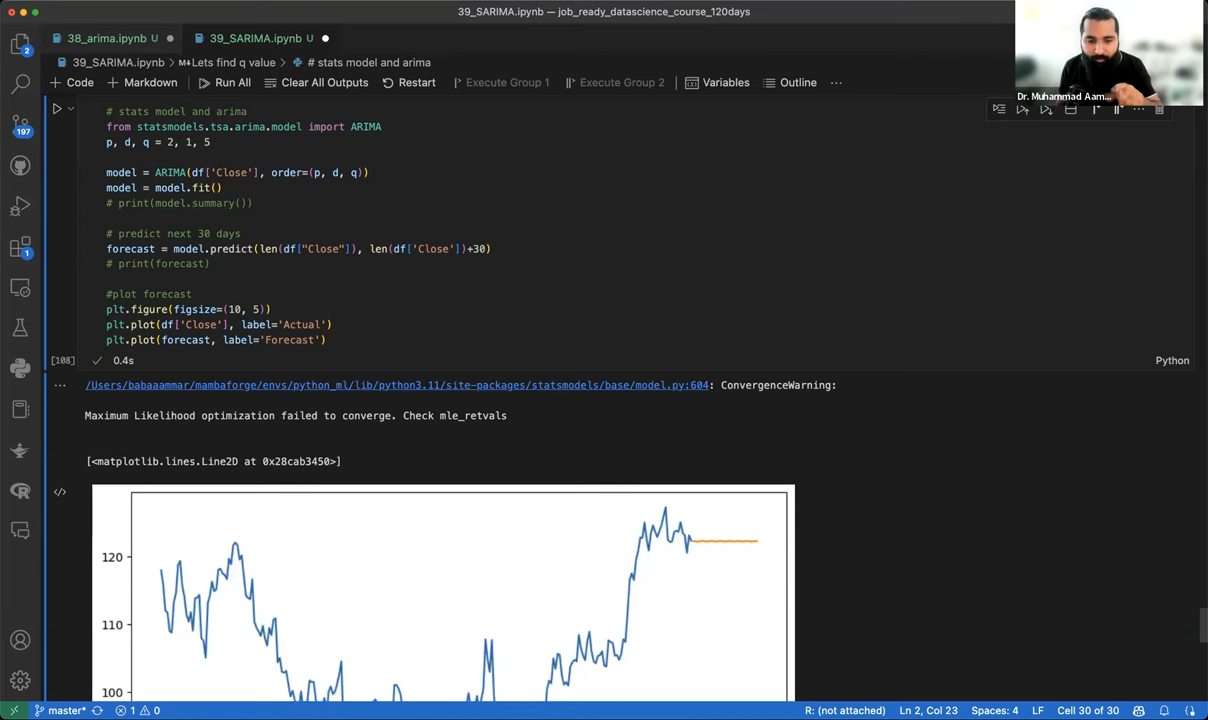 39_SARIMA.ipynb — job_ready_datascience_course_120days
38_arima.ipynb U
39_SARIMA.ipynb U
39_SARIMA.ipynb > M↓Lets find q value > # stats model and arima
+ Code + Markdown Run All Clear All Outputs Restart Execute Group 1 Execute Group 2 Variables Outline ...
Dr. Muhammad Aam...
2
197
1
# stats model and arima
from statsmodels.tsa.arima.model import ARIMA
p, d, q = 2, 1, 5
model = ARIMA(df['Close'], order=(p, d, q))
model = model.fit()
# print(model.summary())
# predict next 30 days
forecast = model.predict(len(df["Close"]), len(df['Close'])+30)
# print(forecast)
#plot forecast
plt.figure(figsize=(10, 5))
plt.plot(df['Close'], label='Actual')
plt.plot(forecast, label='Forecast')
[108] ✓ 0.4s Python
... /Users/babaaammar/mambaforge/envs/python_ml/lib/python3.11/site-packages/statsmodels/base/model.py:604: ConvergenceWarning:
Maximum Likelihood optimization failed to converge. Check mle_retvals
[<matplotlib.lines.Line2D at 0x28cab3450>]
120
110
100
master* 1 0 R: (not attached) Ln 2, Col 23 Spaces: 4 LF Cell 30 of 30